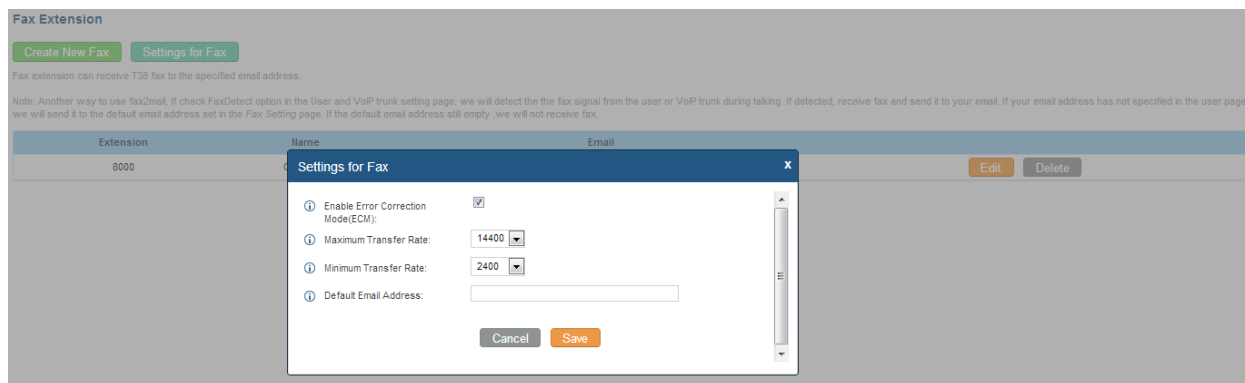 Fax Extension
Create New Fax Settings for Fax
Fax extension can receive T38 fax to the specified email address.
Note: Another way to use fax2mail, If check FaxDetect option in the User and VoIP trunk setting page, we will detect the the fax signal from the user or VoIP trunk during talking. If detected, receive fax and send it to your email. If your email address has not specified in the user page
we will send it to the default email address set in the Fax Setting page. If the default email address still empty ,we will not receive fax.
Extension Name Email
8000 Edit Delete
Settings for Fax x
Enable Error Correction
Mode(ECM):
Maximum Transfer Rate: 14400
Minimum Transfer Rate: 2400
Default Email Address:
Cancel Save